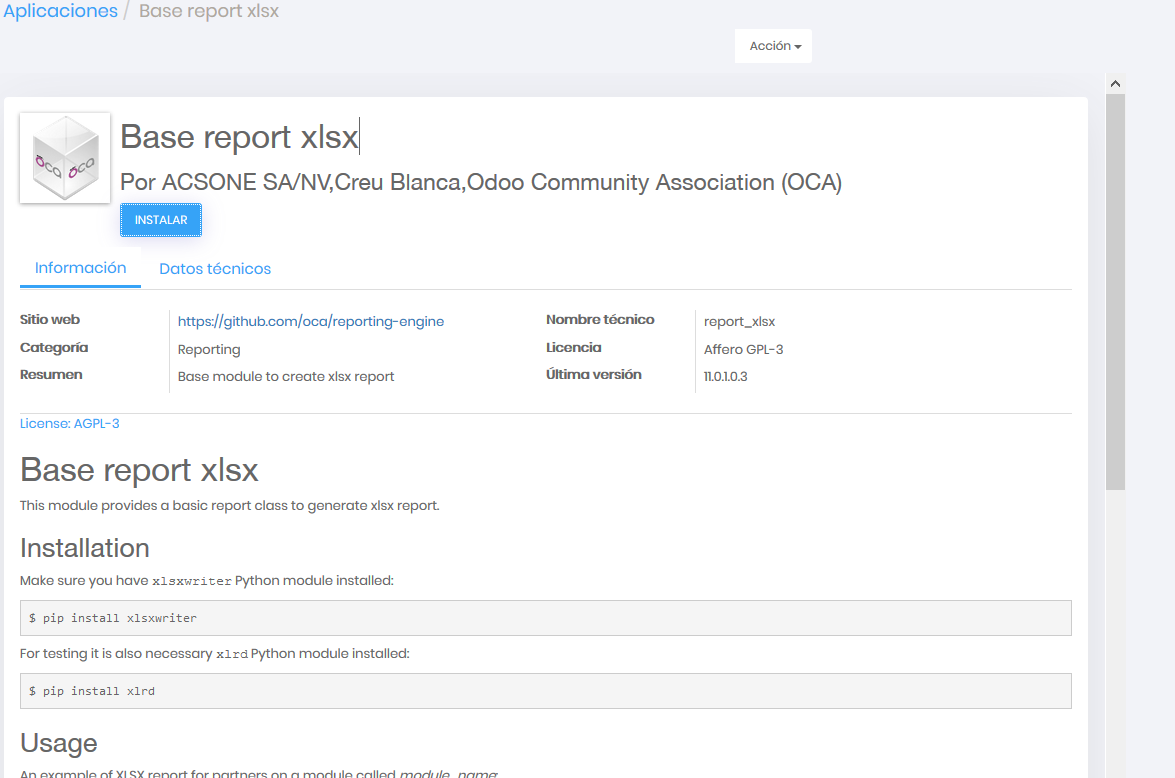 Aplicaciones / Base report xlsx
Acción
Base report xlsx
oca oca
Por ACSONE SA/NV,Creu Blanca,Odoo Community Association (OCA)
INSTALAR
Información Datos técnicos
Sitio web https://github.com/oca/reporting-engine Nombre técnico report_xlsx
Categoría Reporting Licencia Affero GPL-3
Resumen Base module to create xlsx report Última versión 11.0.1.0.3
License: AGPL-3
Base report xlsx
This module provides a basic report class to generate xlsx report.
Installation
Make sure you have xlsxwriter Python module installed:
$ pip install xlsxwriter
For testing it is also necessary xlrd Python module installed:
$ pip install xlrd
Usage
An example of XLSX report for partners on a module called module_name: